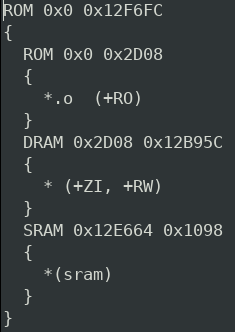 ROM 0x0 0x12F6FC
{
  ROM 0x0 0x2D08
  {
    *.o  (+RO)
  }
  DRAM 0x2D08 0x12B95C
  {
    * (+ZI, +RW)
  }
  SRAM 0x12E664 0x1098
  {
    *(sram)
  }
}